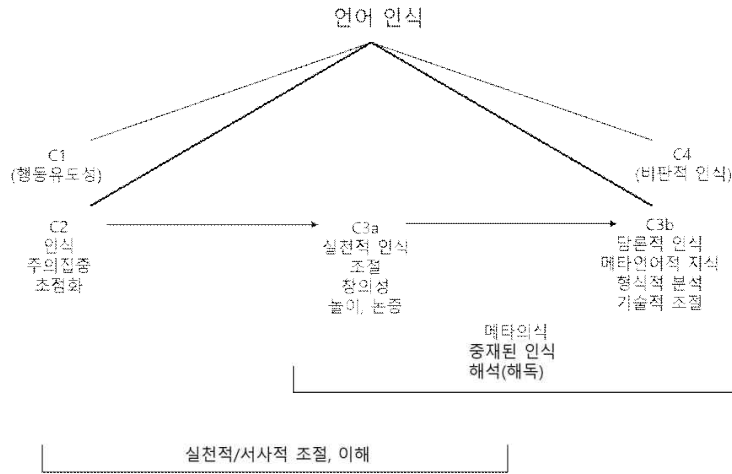 언어 인식
C1
(행동유도성)
C4
(비판적 인식)
C2
인식
주의집중
초점화
C3a
실천적 인식
조절
창의성
놀이, 논증
C3b
담론적 인식
메타언어적 지식
형식적 분석
기술적 조절
메타의식
중재된 인식
해석(해독)
실천적/서사적 조절, 이해